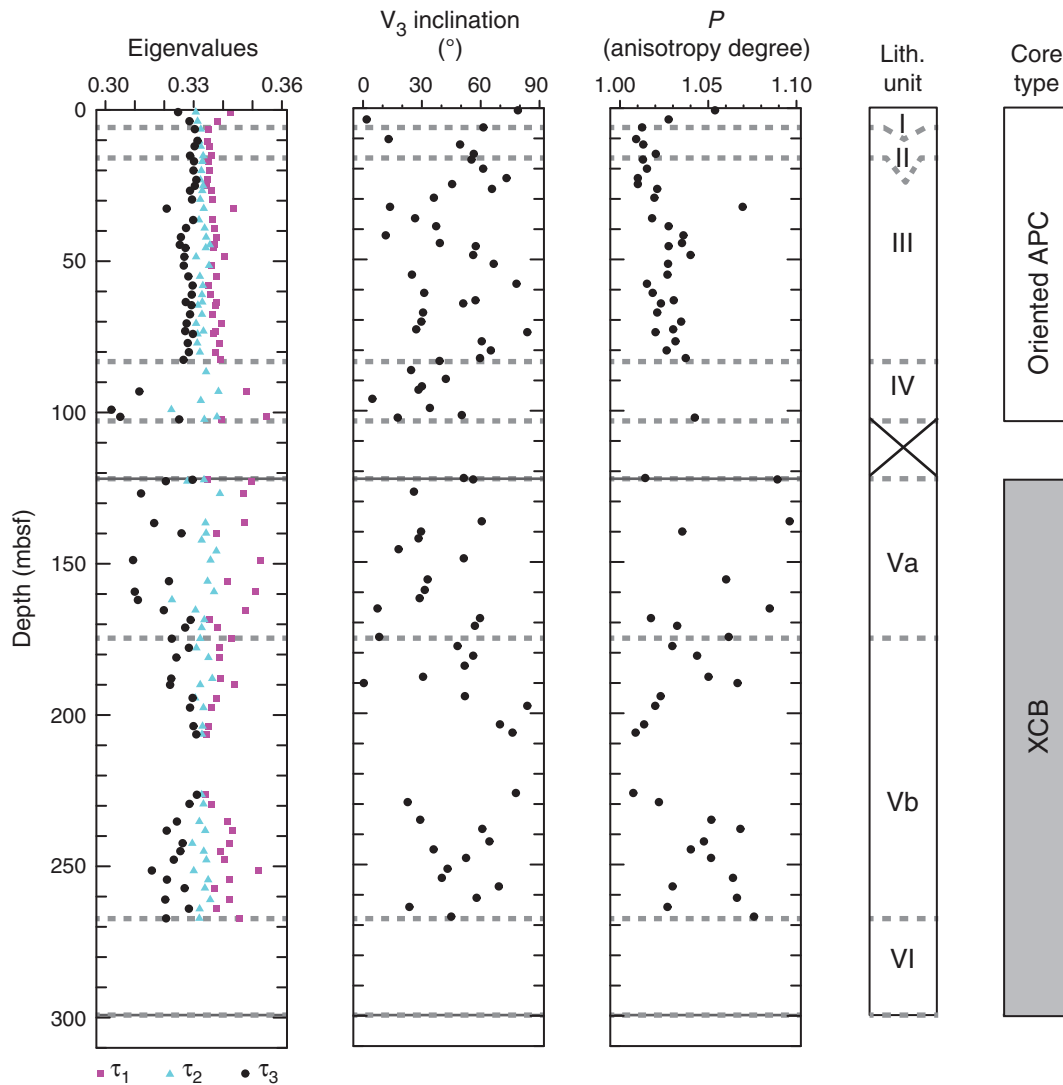 Eigenvalues
0.30 0.33 0.36
V3 inclination
(°)
0 30 60 90
P
(anisotropy degree)
1.00 1.05 1.10
Lith.
unit
Core
type
Depth (mbsf)
0
50
100
150
200
250
300
I
II
III
IV
Va
Vb
VI
Oriented APC
XCB
τ1 τ2 τ3